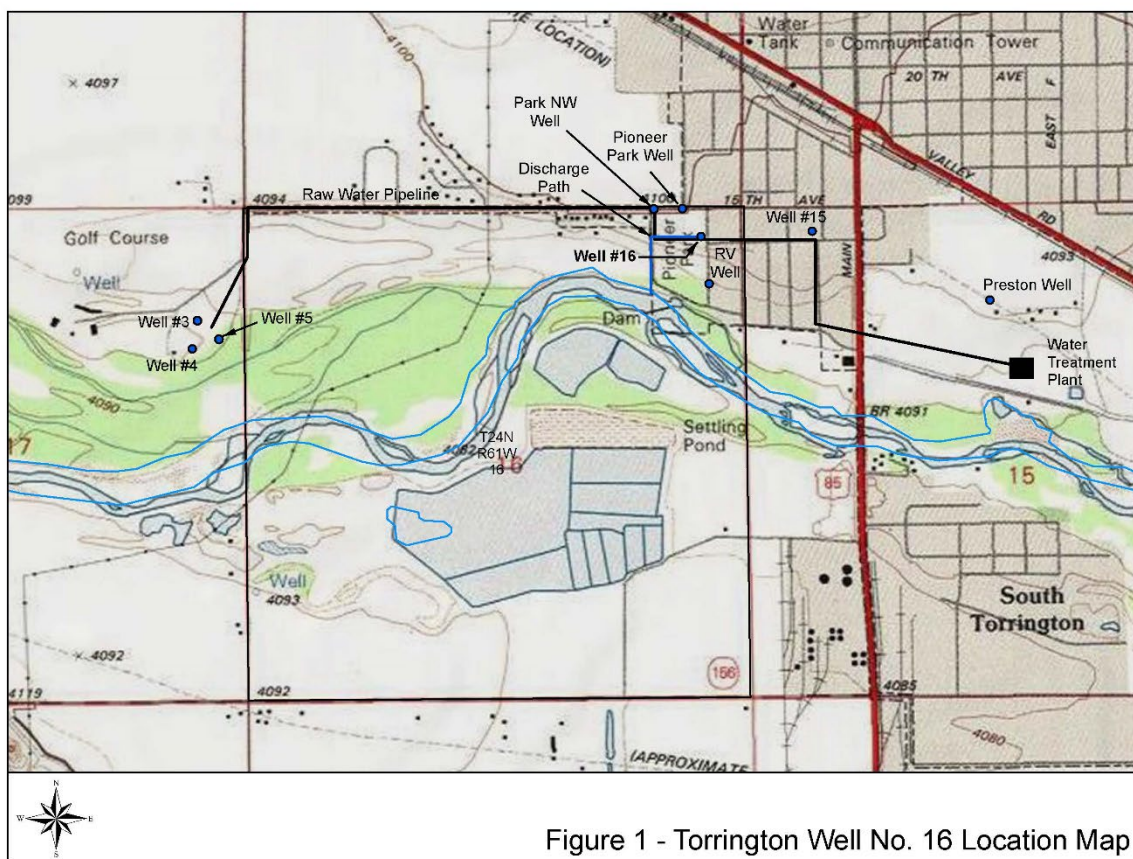 TE LOCATION)
Water
Tank
Communication Tower
20 TH AVE
EAST F
4100
4097
Park NW
Well
Pioneer
Park Well
Discharge
Path
VALLEY
RD
099
4094
Raw Water Pipeline
15 TH AVE
Well #15
4093
Golf Course
Well
Well #16
Pioneer
RV
Well
MAIN
Preston Well
Well #3
Well #5
Well #4
Dam
Water
Treatment
Plant
4090
17
4082
T24N
R61W
16
16
Settling
Pond
BR 4091
85
15
Well
4093
4092
South
Torrington
4119
4092
156
4085
4080
(APPROXIMATE
N
W E
S
Figure 1 - Torrington Well No. 16 Location Map